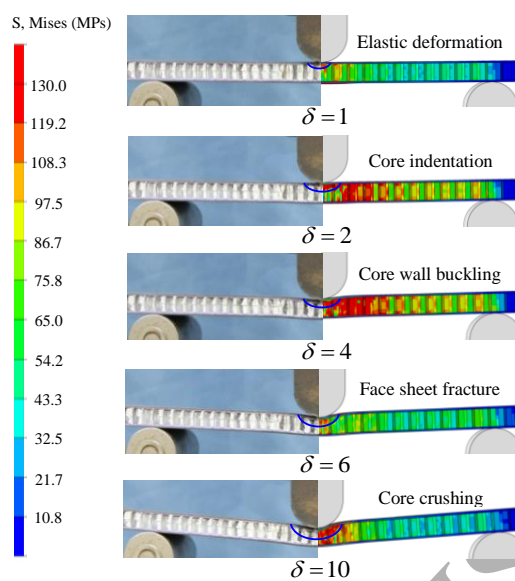 S, Mises (MPs)
130.0
119.2
108.3
97.5
86.7
75.8
65.0
54.2
43.3
32.5
21.7
10.8
Elastic deformation
δ = 1
Core indentation
δ = 2
Core wall buckling
δ = 4
Face sheet fracture
δ = 6
Core crushing
δ = 10